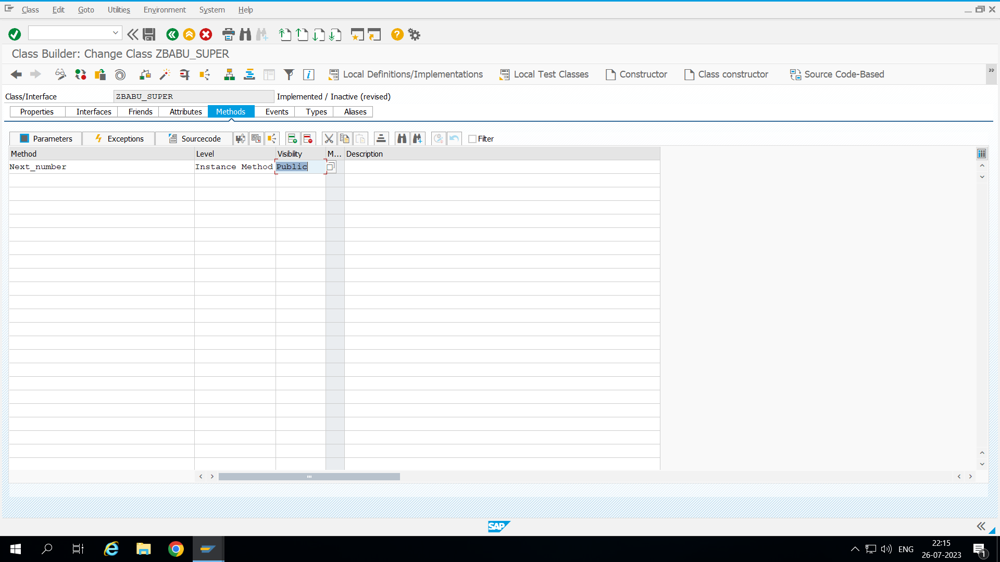 Class Edit Goto Utilities Environment System Help
Class Builder: Change Class ZBABU_SUPER
Local Definitions/Implementations Local Test Classes Constructor Class constructor Source Code-Based
Class/Interface ZBABU_SUPER Implemented / Inactive (revised)
Properties Interfaces Friends Attributes Methods Events Types Aliases
Parameters Exceptions Sourcecode Filter
Method Level Visibility M... Description
Next_number Instance Method Public
SAP
ENG
22:15
26-07-2023
1